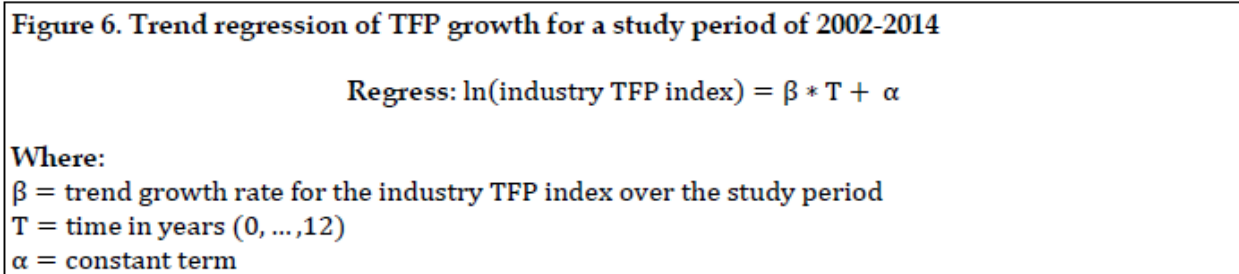 Figure 6. Trend regression of TFP growth for a study period of 2002-2014
Regress: ln(industry TFP index) = β ∗ T + α
Where:
β = trend growth rate for the industry TFP index over the study period
T = time in years (0, … ,12)
α = constant term